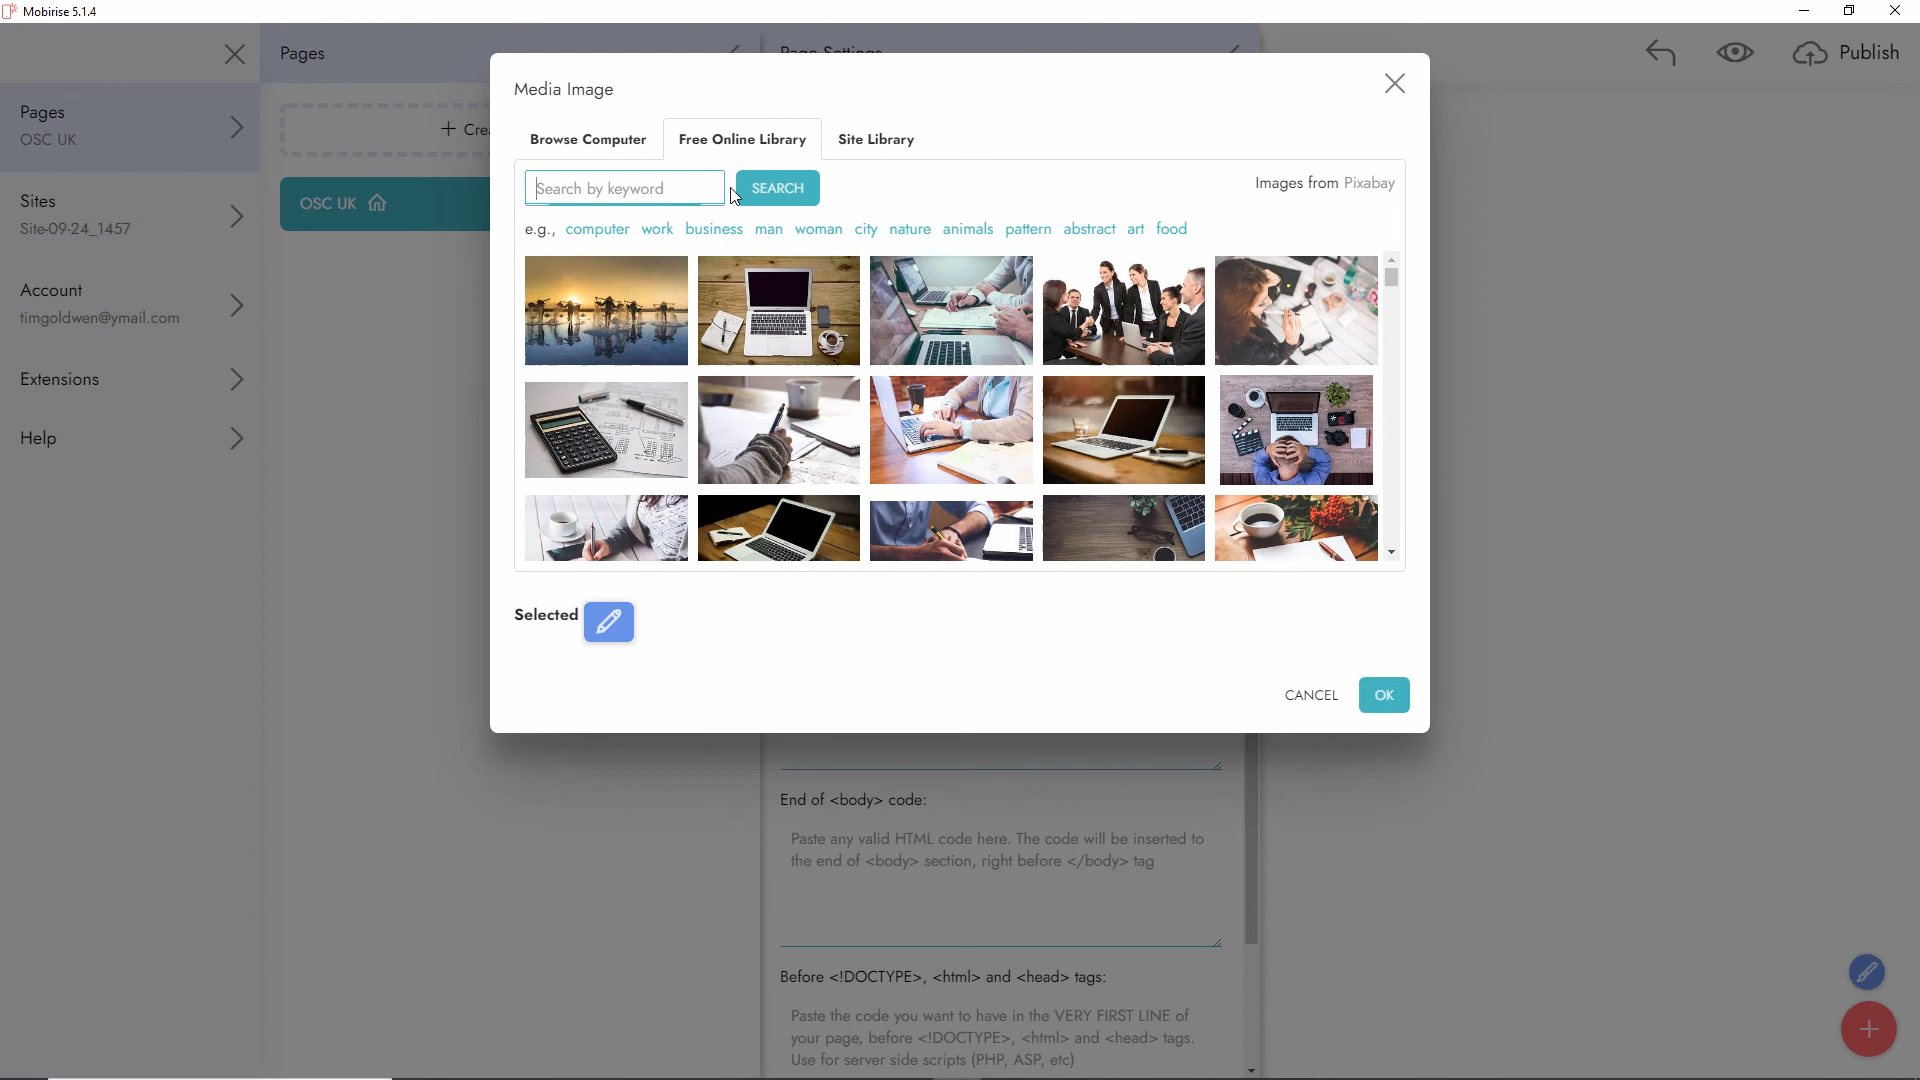 Mobirise 5.1.4
Pages
Page Settings
Publish
Pages
OSC UK
Sites
Site-09-24_1457
Account
timgoldwen@ymail.com
Extensions
Help
+ Crea
OSC UK
Media Image
Browse Computer
Free Online Library
Site Library
Search by keyword
SEARCH
Images from Pixabay
e.g., computer work business man woman city nature animals pattern abstract art food
Selected
CANCEL
OK
End of <body> code:
Paste any valid HTML code here. The code will be inserted to
the end of <body> section, right before </body> tag
Before <!DOCTYPE>, <html> and <head> tags:
Paste the code you want to have in the VERY FIRST LINE of
your page, before <!DOCTYPE>, <html> and <head> tags.
Use for server side scripts (PHP, ASP, etc)